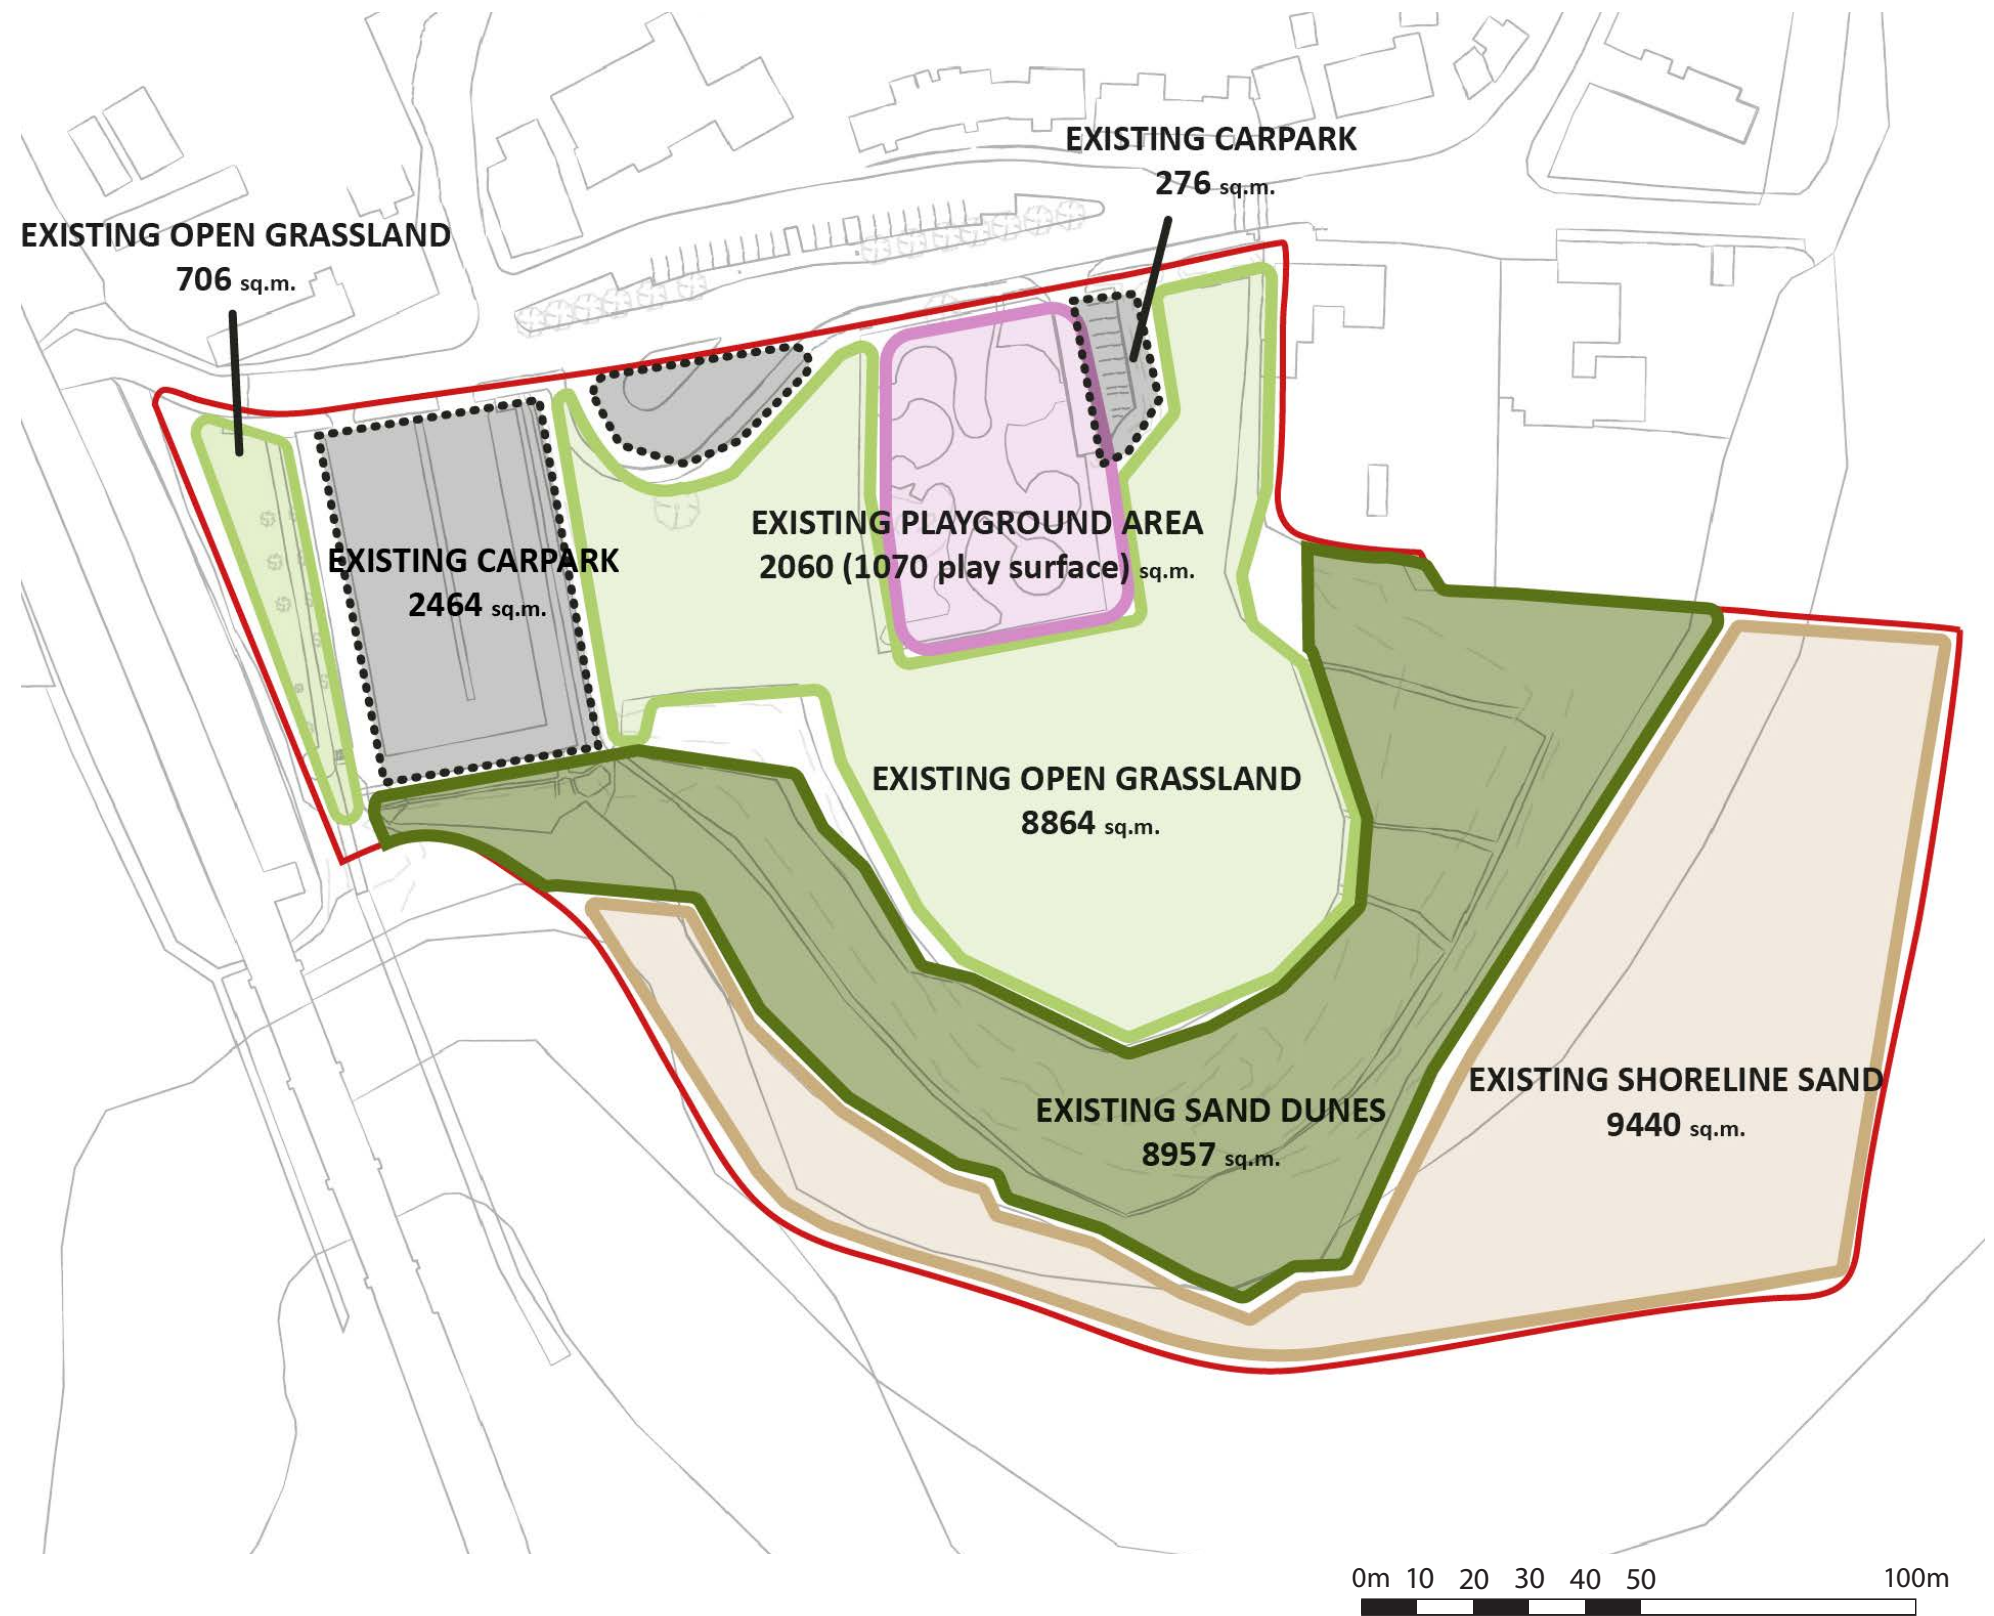 EXISTING CARPARK
276 sq.m.
EXISTING OPEN GRASSLAND
706 sq.m.
EXISTING PLAYGROUND AREA
2060 (1070 play surface) sq.m.
EXISTING CARPARK
2464 sq.m.
EXISTING OPEN GRASSLAND
8864 sq.m.
EXISTING SHORELINE SAND
9440 sq.m.
EXISTING SAND DUNES
8957 sq.m.
0m 10 20 30 40 50 100m